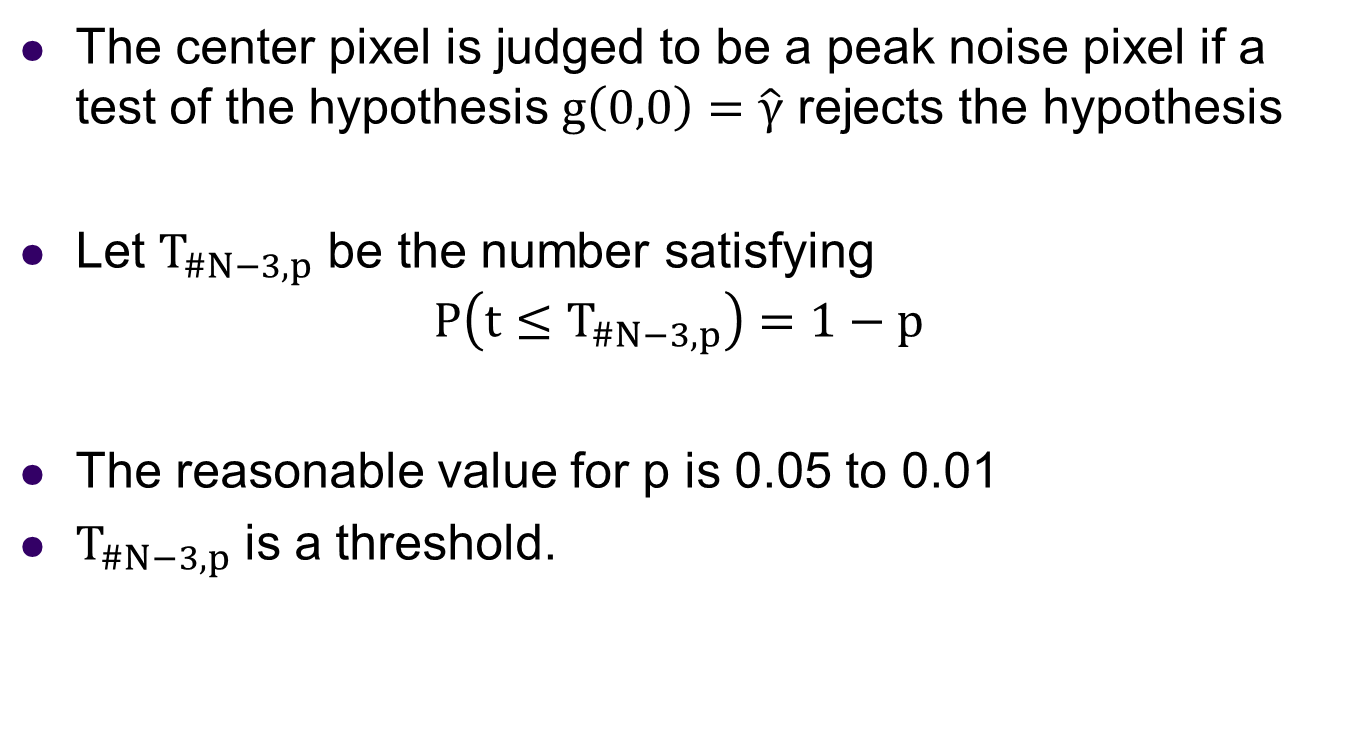 • The center pixel is judged to be a peak noise pixel if a
test of the hypothesis g(0,0) = γ̂ rejects the hypothesis
• Let T#N−3,p be the number satisfying
P(t ≤ T#N−3,p) = 1 − p
• The reasonable value for p is 0.05 to 0.01
• T#N−3,p is a threshold.